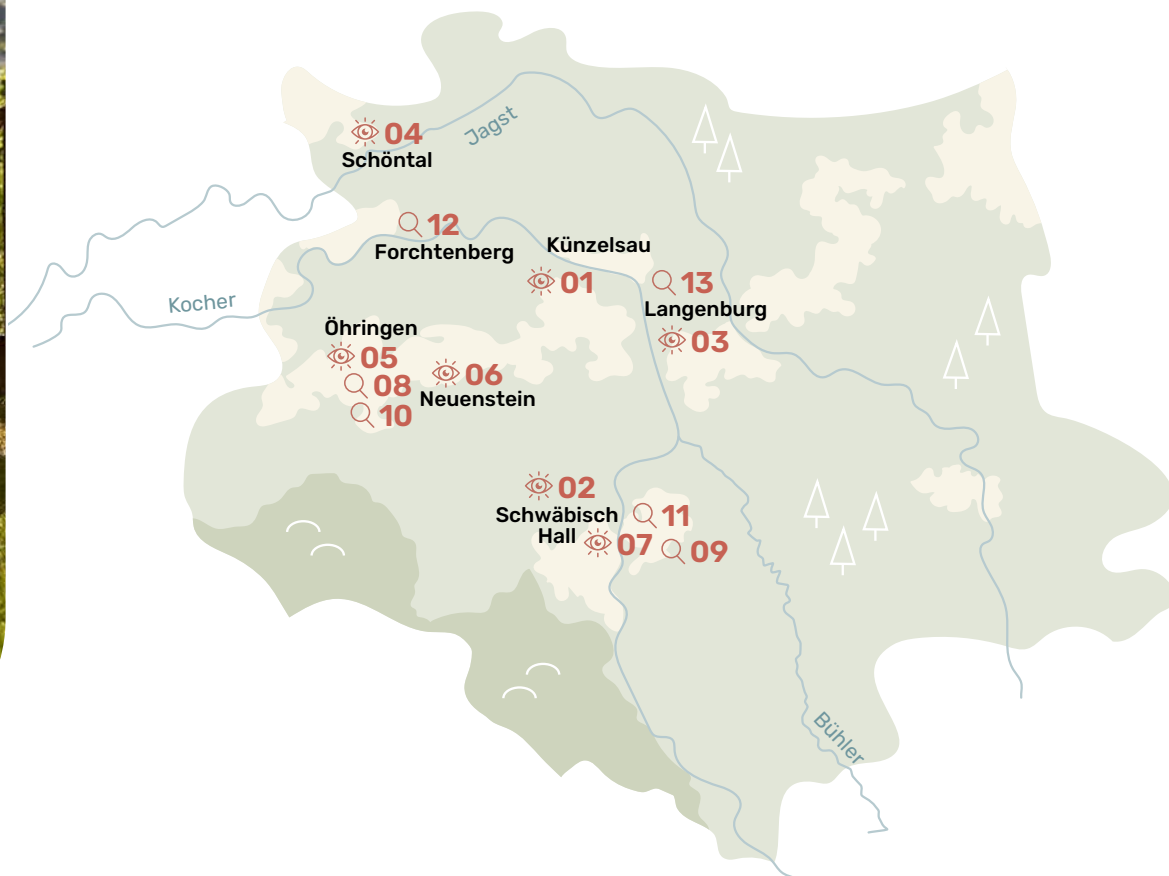 Jagst
04
Schöntal
12
Forchtenberg
Künzelsau
01
13
Langenburg
03
Kocher
Öhringen
05
08
10
06
Neuenstein
02
Schwäbisch
Hall
07
11
09
Bühler